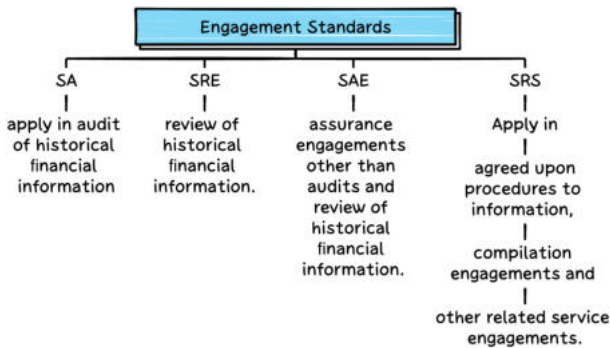 Engagement Standards
SA
apply in audit
of historical
financial
information
SRE
review of
historical
financial
information.
SAE
assurance
engagements
other than
audits and
review of
historical
financial
information.
SRS
Apply in
agreed upon
procedures to
information,
compilation
engagements and
other related service
engagements.